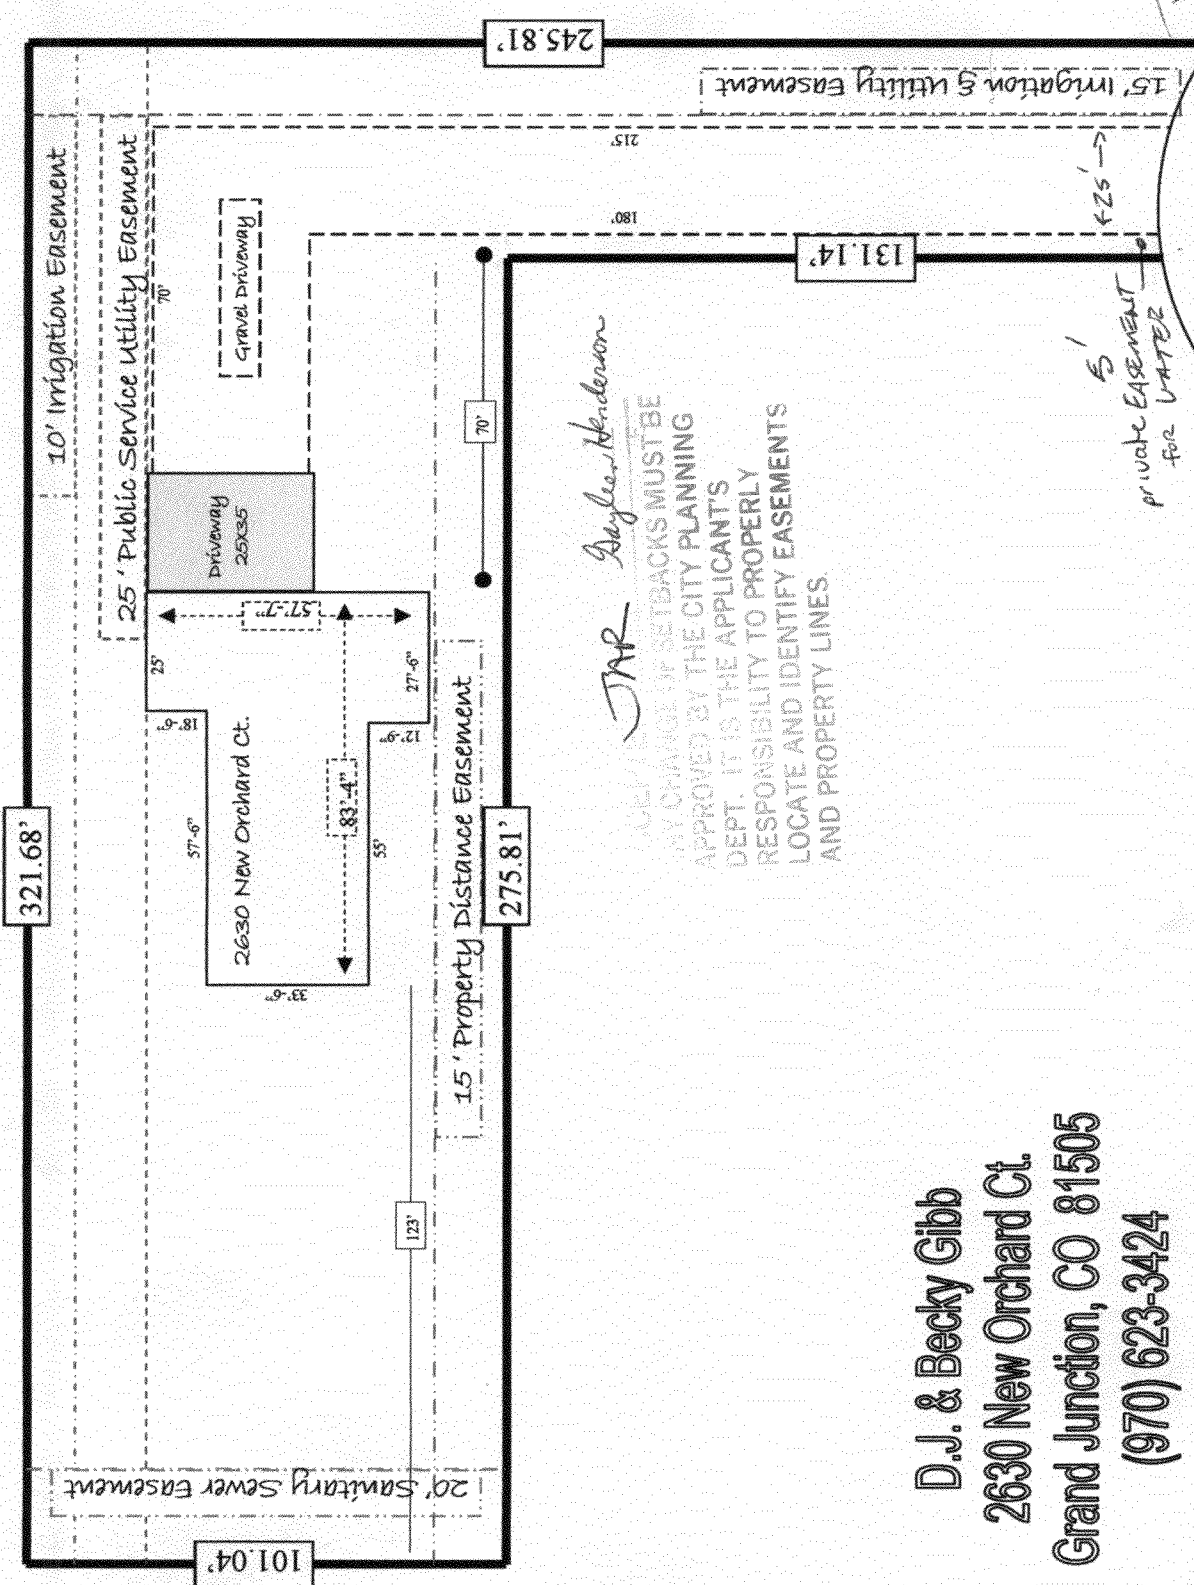 245.81'
15' Irrigation & Utility Easement
215'
180'
131.14'
←25'→
5'
private EASEMENT
for WATER
10' Irrigation Easement
25' Public Service Utility Easement
70'
Gravel Driveway
Driveway
25x35
70'
57'-7"
25'
18'-6"
27'-6"
12'-9"
57'-6"
2630 New Orchard Ct.
83'-4"
55'
33'-6"
15' Property Distance Easement
321.68'
275.81'
123'
20' Sanitary Sewer Easement
101.04'
Gayleen Henderson
SETBACKS MUST BE
APPROVED BY THE CITY PLANNING
DEPT. IT IS THE APPLICANT'S
RESPONSIBILITY TO PROPERLY
LOCATE AND IDENTIFY EASEMENTS
AND PROPERTY LINES.
D.J. & Becky Gibb
2630 New Orchard Ct.
Grand Junction, CO 81505
(970) 623-3424